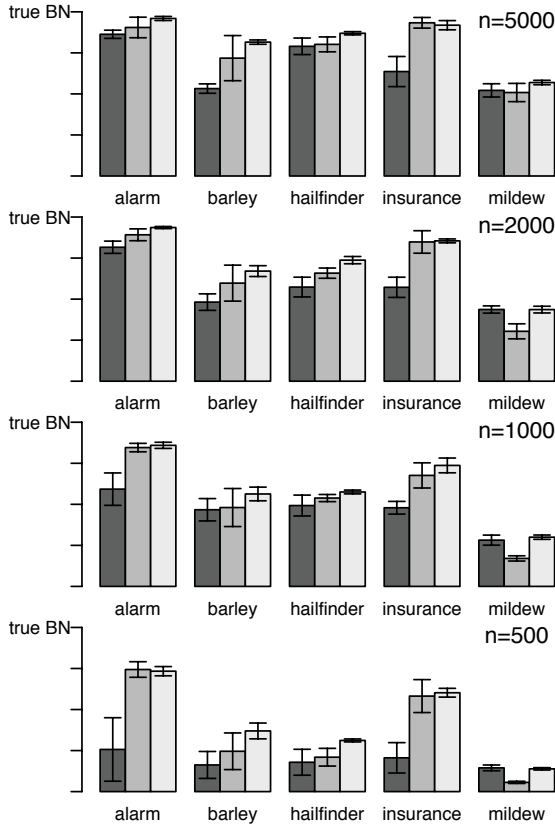 true BN
n=5000
alarm barley hailfinder insurance mildew
true BN
n=2000
alarm barley hailfinder insurance mildew
true BN
n=1000
alarm barley hailfinder insurance mildew
true BN
n=500
alarm barley hailfinder insurance mildew